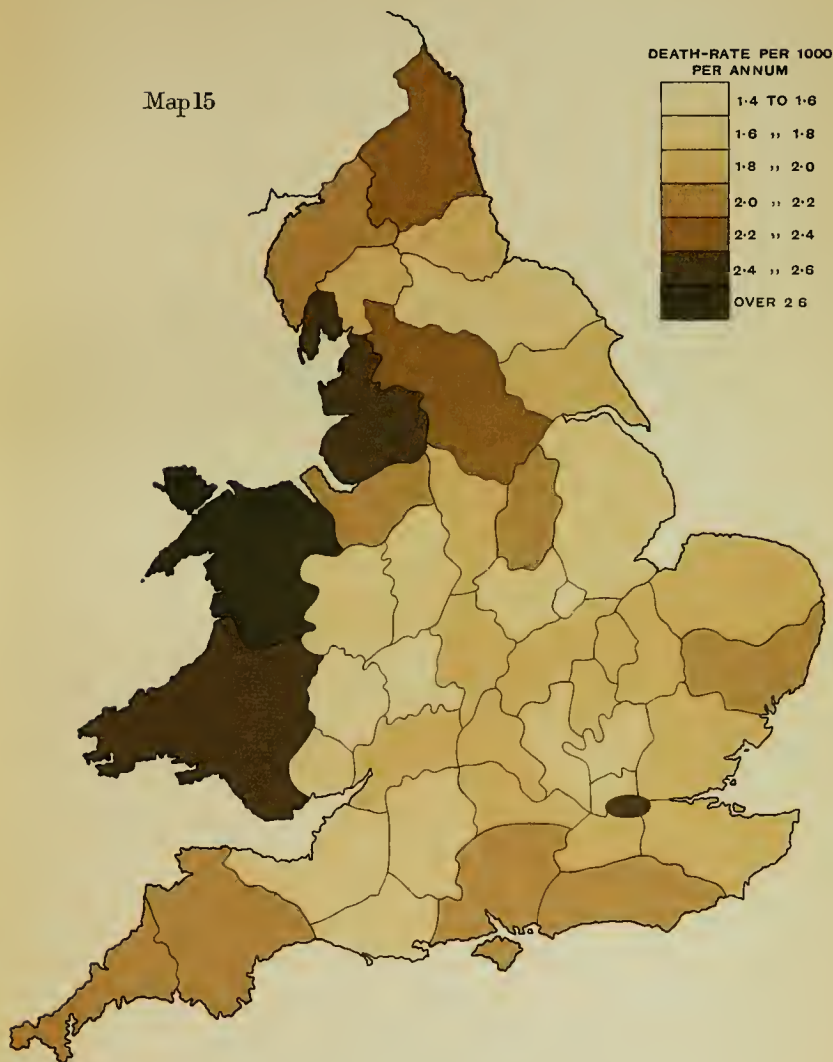 Map 15
DEATH-RATE PER 1000
PER ANNUM
1·4 TO 1·6
1·6 „ 1·8
1·8 „ 2·0
2·0 „ 2·2
2·2 „ 2·4
2·4 „ 2·6
OVER 2 6